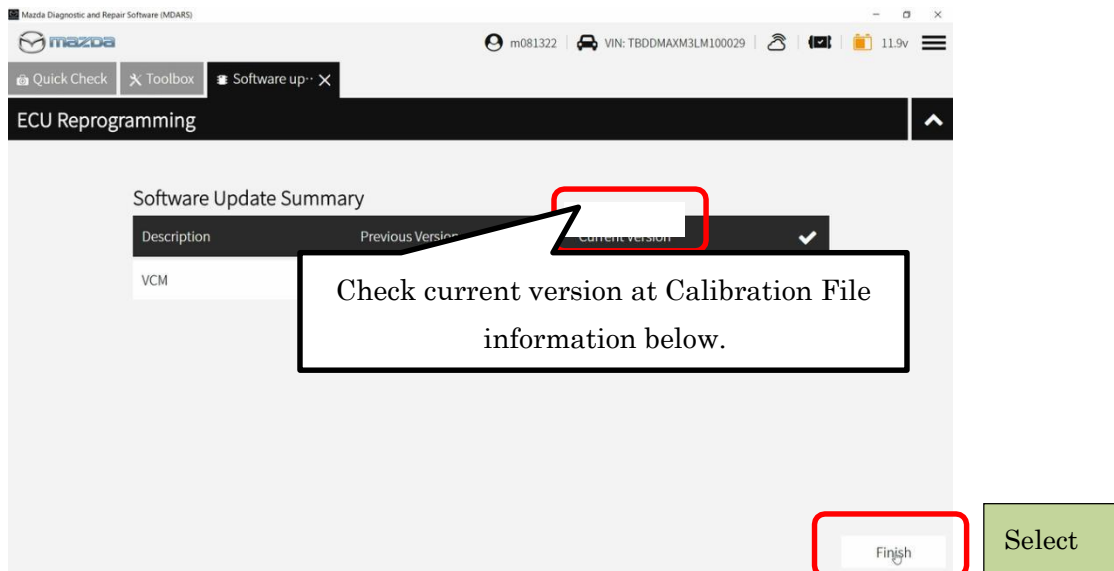 Mazda Diagnostic and Repair Software (MDARS)
mazda
m081322 VIN: TBDDMAXM3LM100029 11.9v
Quick Check Toolbox Software up··
ECU Reprogramming
Software Update Summary
Description Previous Version Current Version
VCM
Check current version at Calibration File
information below.
Finish
Select